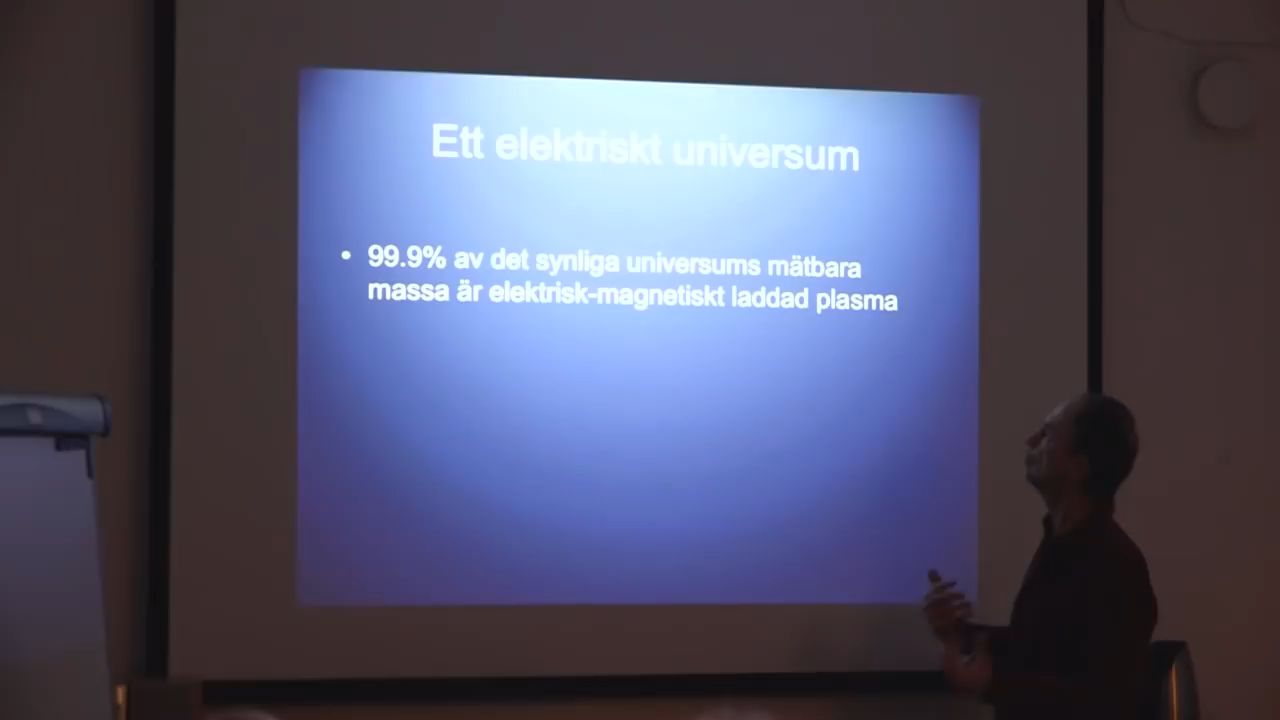 Ett elektriskt universum
• 99.9% av det synliga universums mätbara
massa är elektrisk-magnetiskt laddad plasma